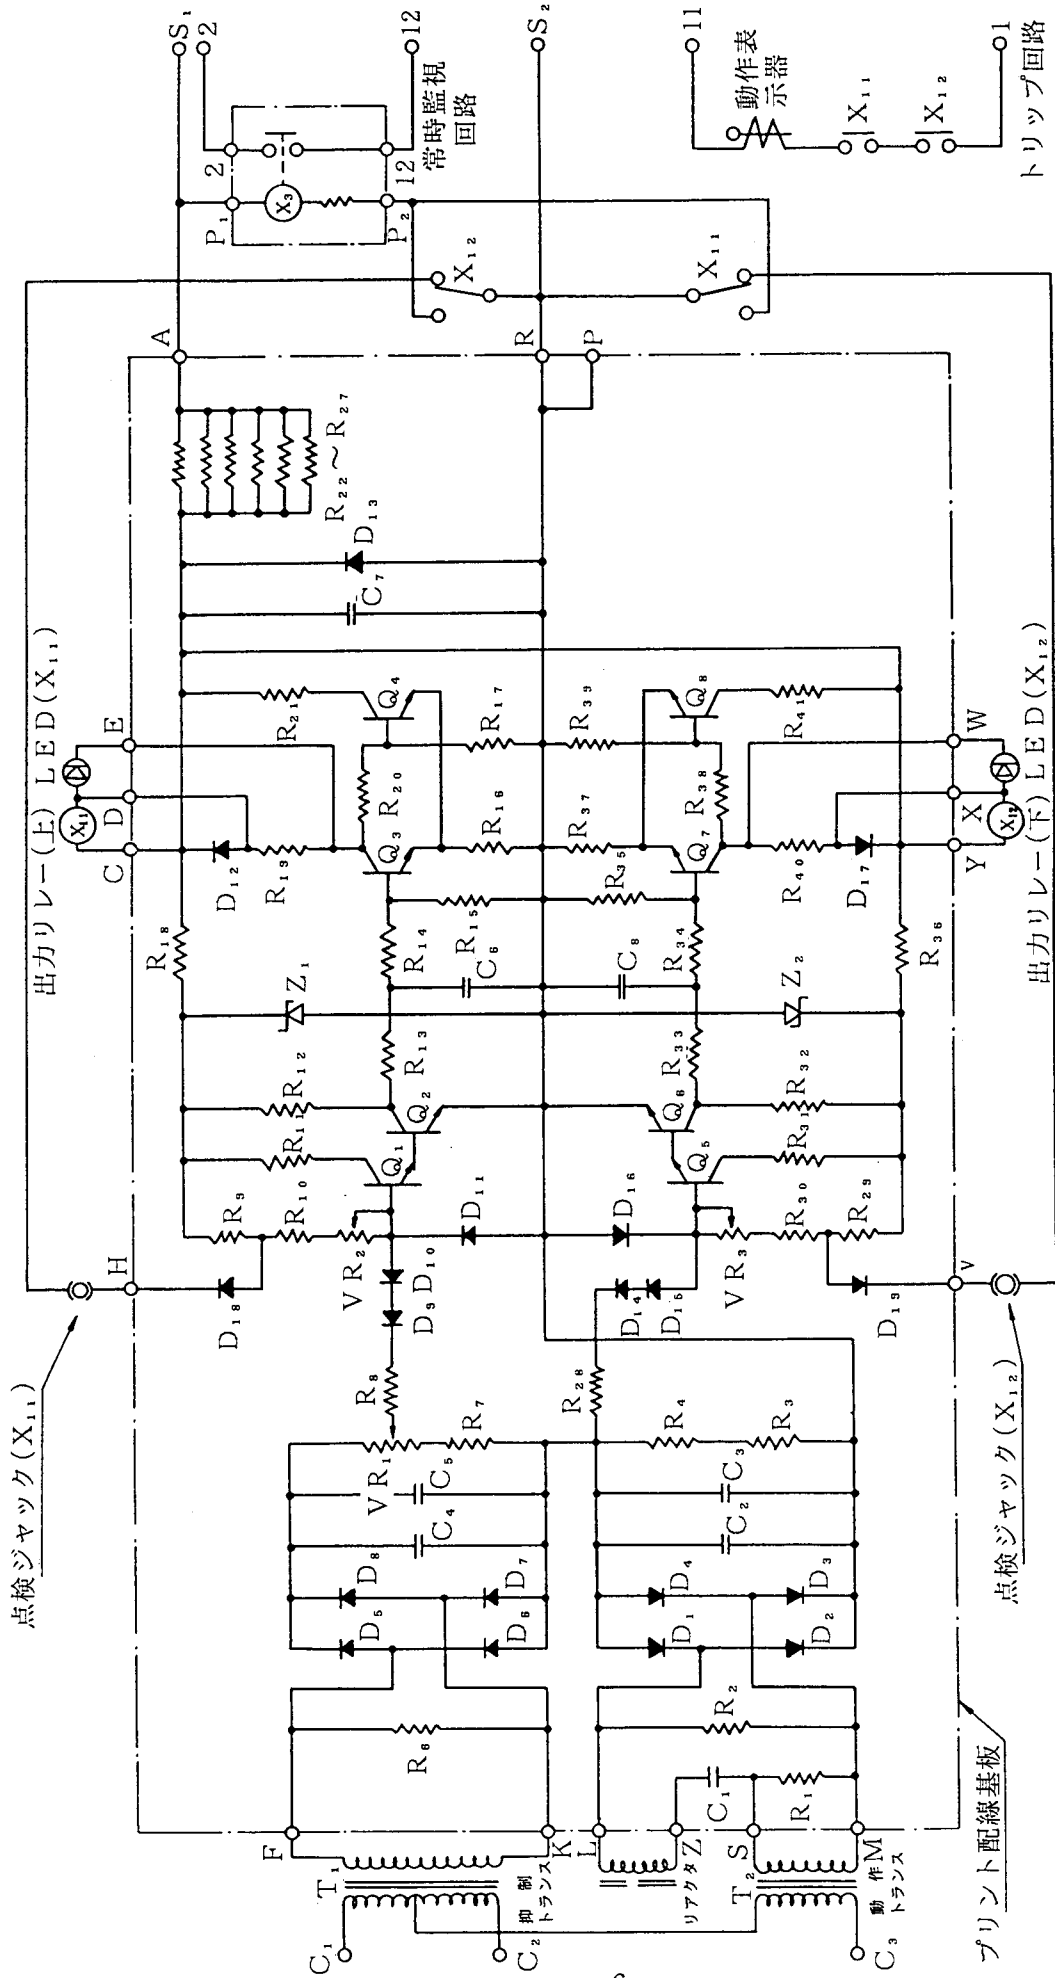 点検ジャック(X₁₁)
出力リレー(上) LED(X₁₁)
H
C
D
E
A
S₁
2
X₁₁
P₁
2
X₃
P₂
12
12
常時監視
回路
R₁₈
D₁₈
R₉
R₁₀
R₁₁
R₁₂
Z₁
D₁₂
R₁₉
R₂₁
C₇
D₁₃
R₂₂〜R₂₇
F
T₁
抑制
トランス
C₁
C₂
K
R₆
D₅
D₈
D₆
D₇
C₄
C₅
VR₁
R₇
R₈
D₉
D₁₀
VR₂
D₁₁
Q₁
Q₂
R₁₃
R₁₄
C₆
R₁₅
Q₃
R₂₀
Q₄
R₁₆
R₁₇
R
P
S₂
X₁₂
X₁₁
L
Z
リアクタ
S
T₂
動作
トランス
M
C₃
C₁
R₁
R₂
D₁
D₄
D₂
D₃
C₂
C₃
R₄
R₃
R₂₈
D₁₄
D₁₅
D₁₆
VR₃
Q₅
Q₆
R₃₃
R₃₄
C₈
R₃₅
R₃₇
R₃₉
Q₇
R₃₈
Q₈
D₁₉
R₂₉
R₃₀
R₃₁
R₃₂
Z₂
R₃₆
D₁₇
R₄₀
R₄₁
V
Y
X
W
X₁₂
11
動作表
示器
X₁₁
X₁₂
1
トリップ回路
プリント配線基板
点検ジャック(X₁₂)
出力リレー(下) LED(X₁₂)